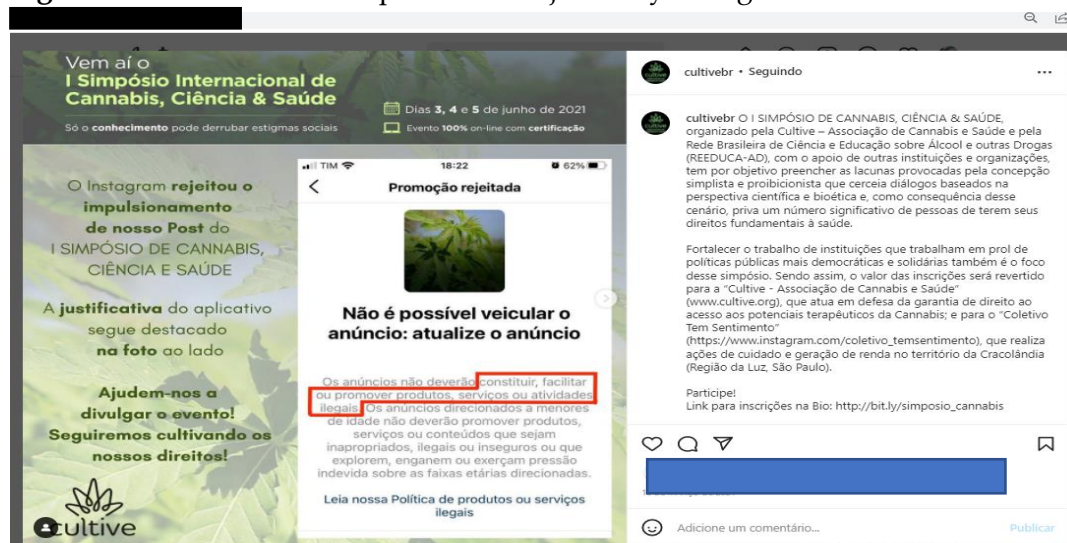 Vem aí o
I Simpósio Internacional de
Cannabis, Ciência & Saúde
Só o conhecimento pode derrubar estigmas sociais
Dias 3, 4 e 5 de junho de 2021
Evento 100% on-line com certificação
O Instagram rejeitou o
impulsionamento
de nosso Post do
I SIMPÓSIO DE CANNABIS,
CIÊNCIA E SAÚDE
A justificativa do aplicativo
segue destacado
na foto ao lado
Ajudem-nos a
divulgar o evento!
Seguiremos cultivando os
nossos direitos!
cultive
TIM 18:22 62%
Promoção rejeitada
Não é possível veicular o
anúncio: atualize o anúncio
Os anúncios não deverão constituir, facilitar
ou promover produtos, serviços ou atividades
ilegais. Os anúncios direcionados a menores
de idade não deverão promover produtos,
serviços ou conteúdos que sejam
inapropriados, ilegais ou inseguros ou que
explorem, enganem ou exerçam pressão
indevida sobre as faixas etárias direcionadas.
Leia nossa Política de produtos ou serviços
ilegais
cultivebr • Seguindo
cultivebr O I SIMPÓSIO DE CANNABIS, CIÊNCIA & SAÚDE,
organizado pela Cultive – Associação de Cannabis e Saúde e pela
Rede Brasileira de Ciência e Educação sobre Álcool e outras Drogas
(REEDUCA-AD), com o apoio de outras instituições e organizações,
tem por objetivo preencher as lacunas provocadas pela concepção
simplista e proibicionista que cerceia diálogos baseados na
perspectiva científica e bioética e, como consequência desse
cenário, priva um número significativo de pessoas de terem seus
direitos fundamentais à saúde.
Fortalecer o trabalho de instituições que trabalham em prol de
políticas públicas mais democráticas e solidárias também é o foco
desse simpósio. Sendo assim, o valor das inscrições será revertido
para a "Cultive - Associação de Cannabis e Saúde"
(www.cultive.org), que atua em defesa da garantia de direito ao
acesso aos potenciais terapêuticos da Cannabis; e para o "Coletivo
Tem Sentimento"
(https://www.instagram.com/coletivo_temsentimento), que realiza
ações de cuidado e geração de renda no território da Cracolândia
(Região da Luz, São Paulo).
Participe!
Link para inscrições na Bio: http://bit.ly/simposio_cannabis
Adicione um comentário...
Publicar